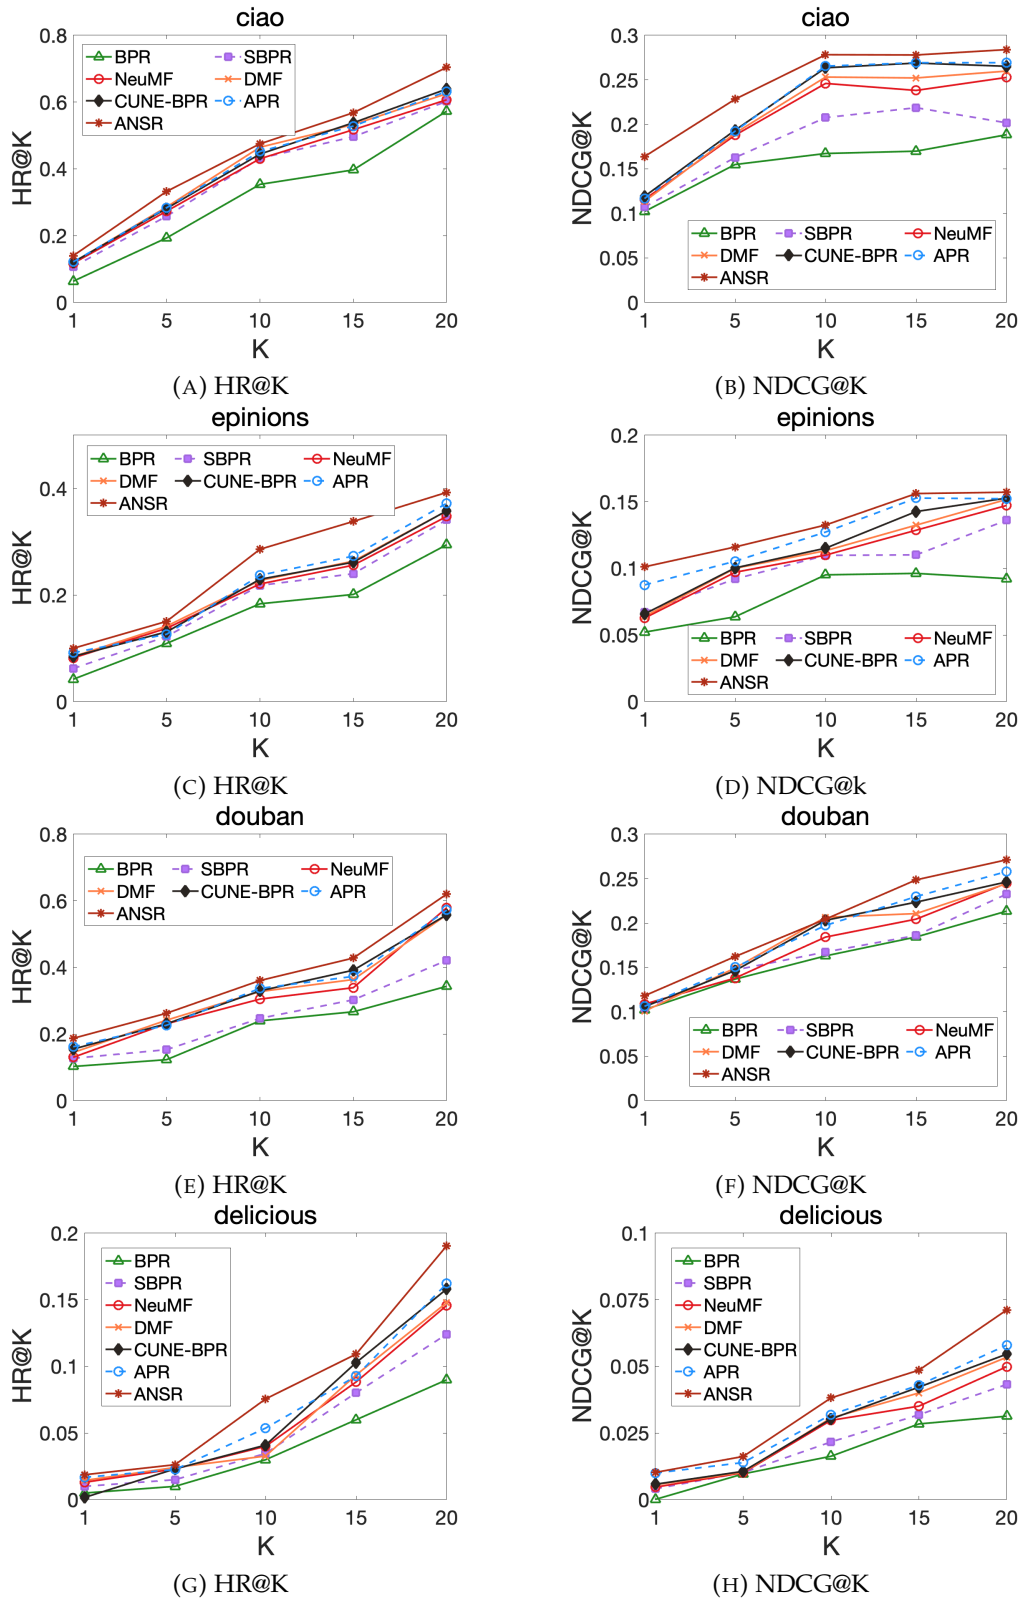 ciao
HR@K
0.8
0.6
0.4
0.2
0
BPR SBPR
NeuMF DMF
CUNE-BPR APR
ANSR
1 5 10 15 20
K
(A) HR@K
ciao
NDCG@K
0.3
0.25
0.2
0.15
0.1
0.05
0
BPR SBPR NeuMF
DMF CUNE-BPR APR
ANSR
1 5 10 15 20
K
(B) NDCG@K
epinions
HR@K
0.4
0.2
0
BPR SBPR NeuMF
DMF CUNE-BPR APR
ANSR
1 5 10 15 20
K
(C) HR@K
epinions
NDCG@K
0.2
0.15
0.1
0.05
0
BPR SBPR NeuMF
DMF CUNE-BPR APR
ANSR
1 5 10 15 20
K
(D) NDCG@k
douban
HR@K
0.8
0.6
0.4
0.2
0
BPR SBPR NeuMF
DMF CUNE-BPR APR
ANSR
1 5 10 15 20
K
(E) HR@K
douban
NDCG@K
0.3
0.25
0.2
0.15
0.1
0.05
0
BPR SBPR NeuMF
DMF CUNE-BPR APR
ANSR
1 5 10 15 20
K
(F) NDCG@K
delicious
HR@K
0.2
0.15
0.1
0.05
0
BPR
SBPR
NeuMF
DMF
CUNE-BPR
APR
ANSR
1 5 10 15 20
K
(G) HR@K
delicious
NDCG@K
0.1
0.075
0.05
0.025
0
BPR
SBPR
NeuMF
DMF
CUNE-BPR
APR
ANSR
1 5 10 15 20
K
(H) NDCG@K